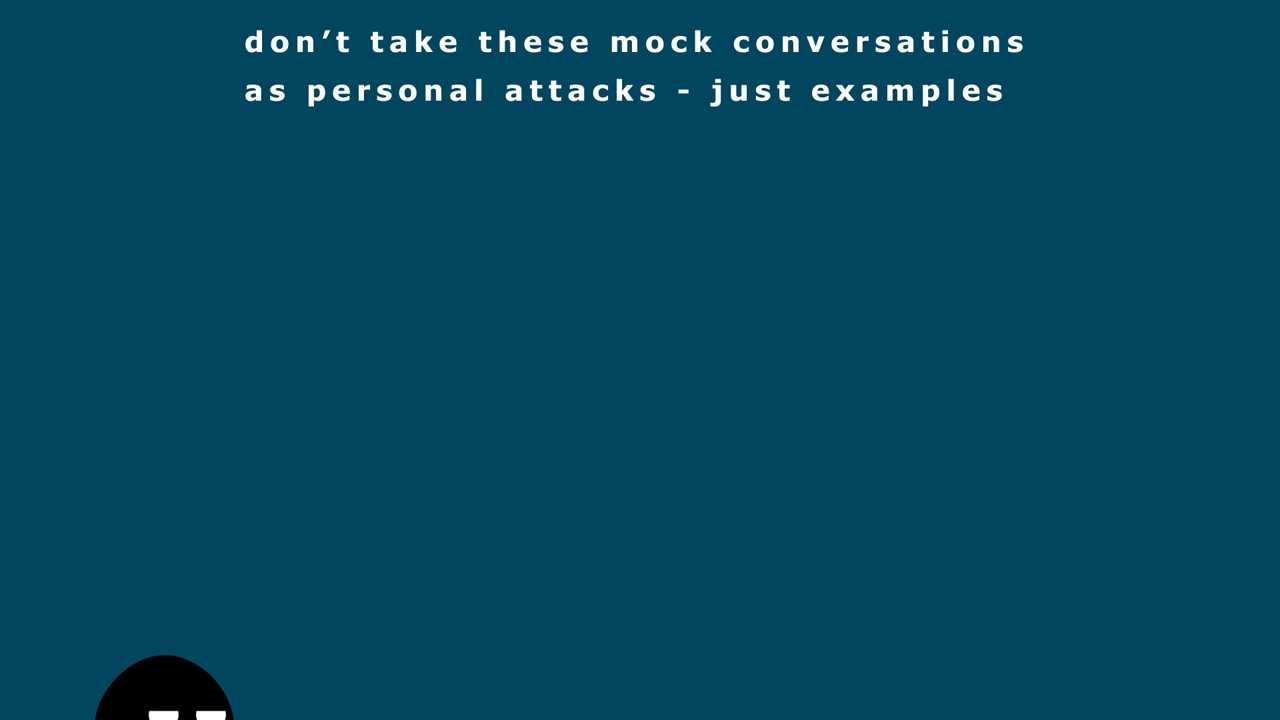 don’t take these mock conversations
as personal attacks - just examples